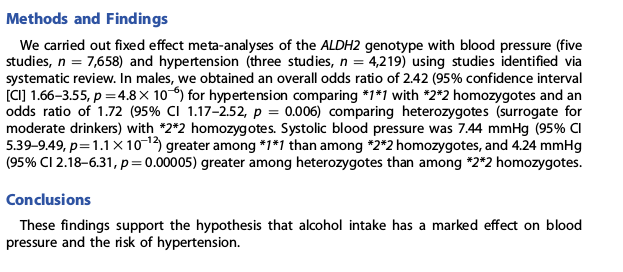 Methods and Findings
We carried out fixed effect meta-analyses of the ALDH2 genotype with blood pressure (five
studies, n = 7,658) and hypertension (three studies, n = 4,219) using studies identified via
systematic review. In males, we obtained an overall odds ratio of 2.42 (95% confidence interval
[CI] 1.66–3.55, p = 4.8 × 10⁻⁶) for hypertension comparing *1*1 with *2*2 homozygotes and an
odds ratio of 1.72 (95% CI 1.17–2.52, p = 0.006) comparing heterozygotes (surrogate for
moderate drinkers) with *2*2 homozygotes. Systolic blood pressure was 7.44 mmHg (95% CI
5.39–9.49, p = 1.1 × 10⁻¹²) greater among *1*1 than among *2*2 homozygotes, and 4.24 mmHg
(95% CI 2.18–6.31, p = 0.00005) greater among heterozygotes than among *2*2 homozygotes.
Conclusions
These findings support the hypothesis that alcohol intake has a marked effect on blood
pressure and the risk of hypertension.